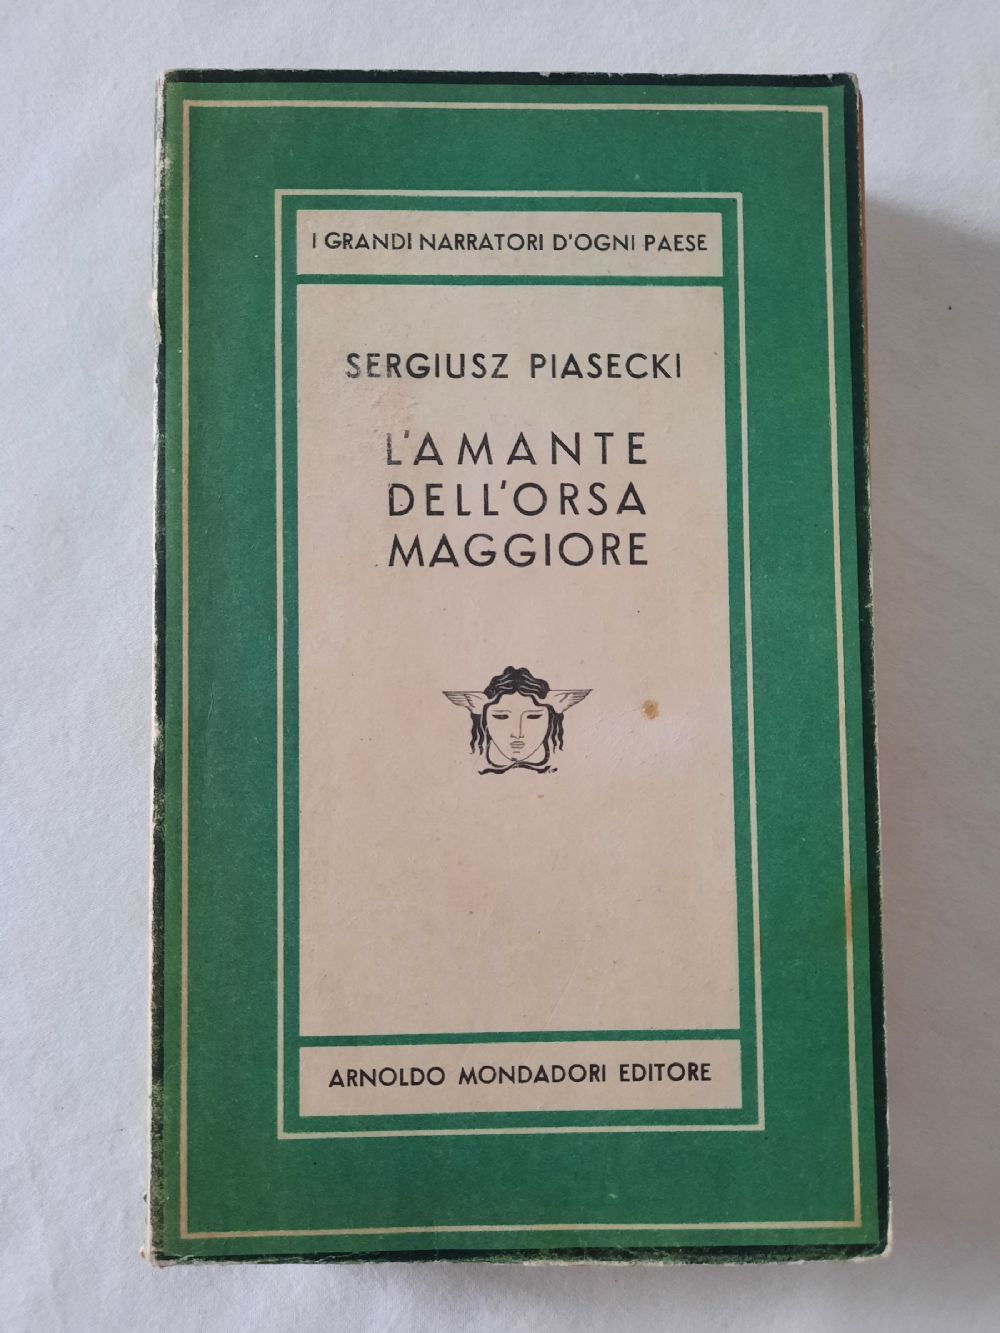 I GRANDI NARRATORI D'OGNI PAESE
SERGIUSZ PIASECKI
L'AMANTE
DELL'ORSA
MAGGIORE
ARNOLDO MONDADORI EDITORE